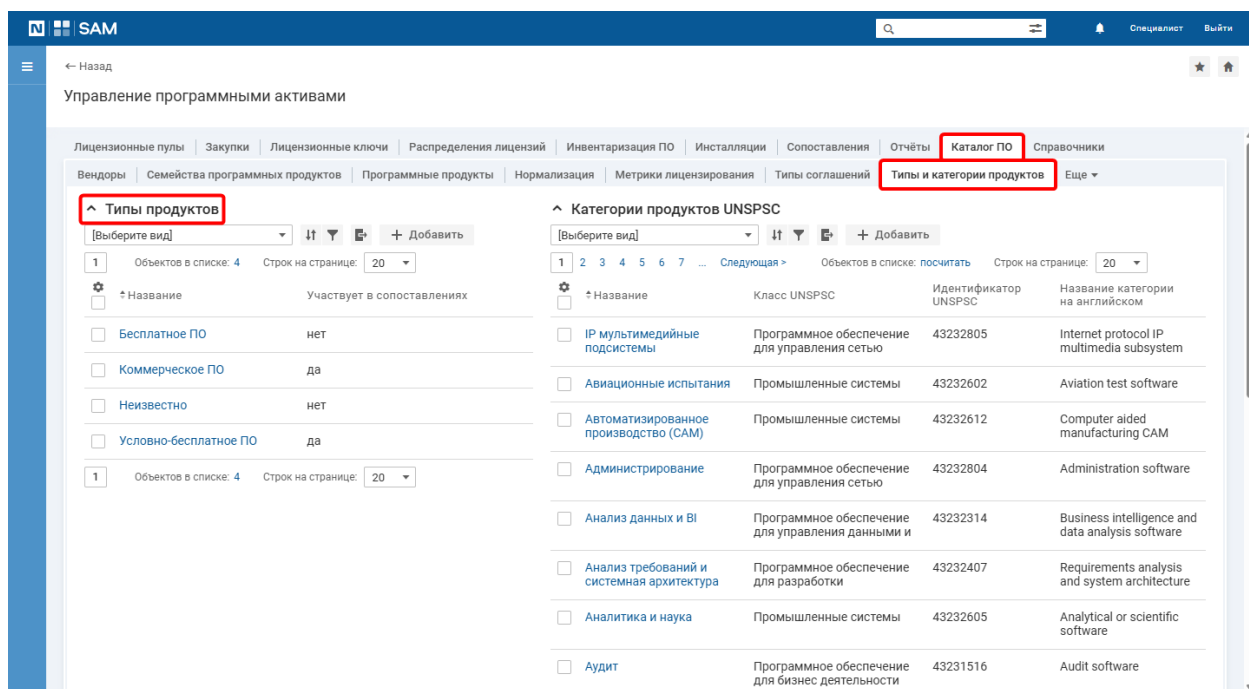 N SAM Специалист Выйти
← Назад
Управление программными активами
Лицензионные пулы Закупки Лицензионные ключи Распределения лицензий Инвентаризация ПО Инсталляции Сопоставления Отчёты Каталог ПО Справочники
Вендоры Семейства программных продуктов Программные продукты Нормализация Метрики лицензирования Типы соглашений Типы и категории продуктов Еще
Типы продуктов
[Выберите вид] + Добавить
1 Объектов в списке: 4 Строк на странице: 20
Название Участвует в сопоставлениях
Бесплатное ПО нет
Коммерческое ПО да
Неизвестно нет
Условно-бесплатное ПО да
1 Объектов в списке: 4 Строк на странице: 20
Категории продуктов UNSPSC
[Выберите вид] + Добавить
1 2 3 4 5 6 7 ... Следующая > Объектов в списке: посчитать Строк на странице: 20
Название Класс UNSPSC Идентификатор UNSPSC Название категории на английском
IP мультимедийные Программное обеспечение 43232805 Internet protocol IP
подсистемы для управления сетью multimedia subsystem
Авиационные испытания Промышленные системы 43232602 Aviation test software
Автоматизированное Промышленные системы 43232612 Computer aided
производство (CAM) manufacturing CAM
Администрирование Программное обеспечение 43232804 Administration software
для управления сетью
Анализ данных и BI Программное обеспечение 43232314 Business intelligence and
для управления данными и data analysis software
Анализ требований и Программное обеспечение 43232407 Requirements analysis
системная архитектура для разработки and system architecture
Аналитика и наука Промышленные системы 43232605 Analytical or scientific
software
Аудит Программное обеспечение 43231516 Audit software
для бизнес деятельности